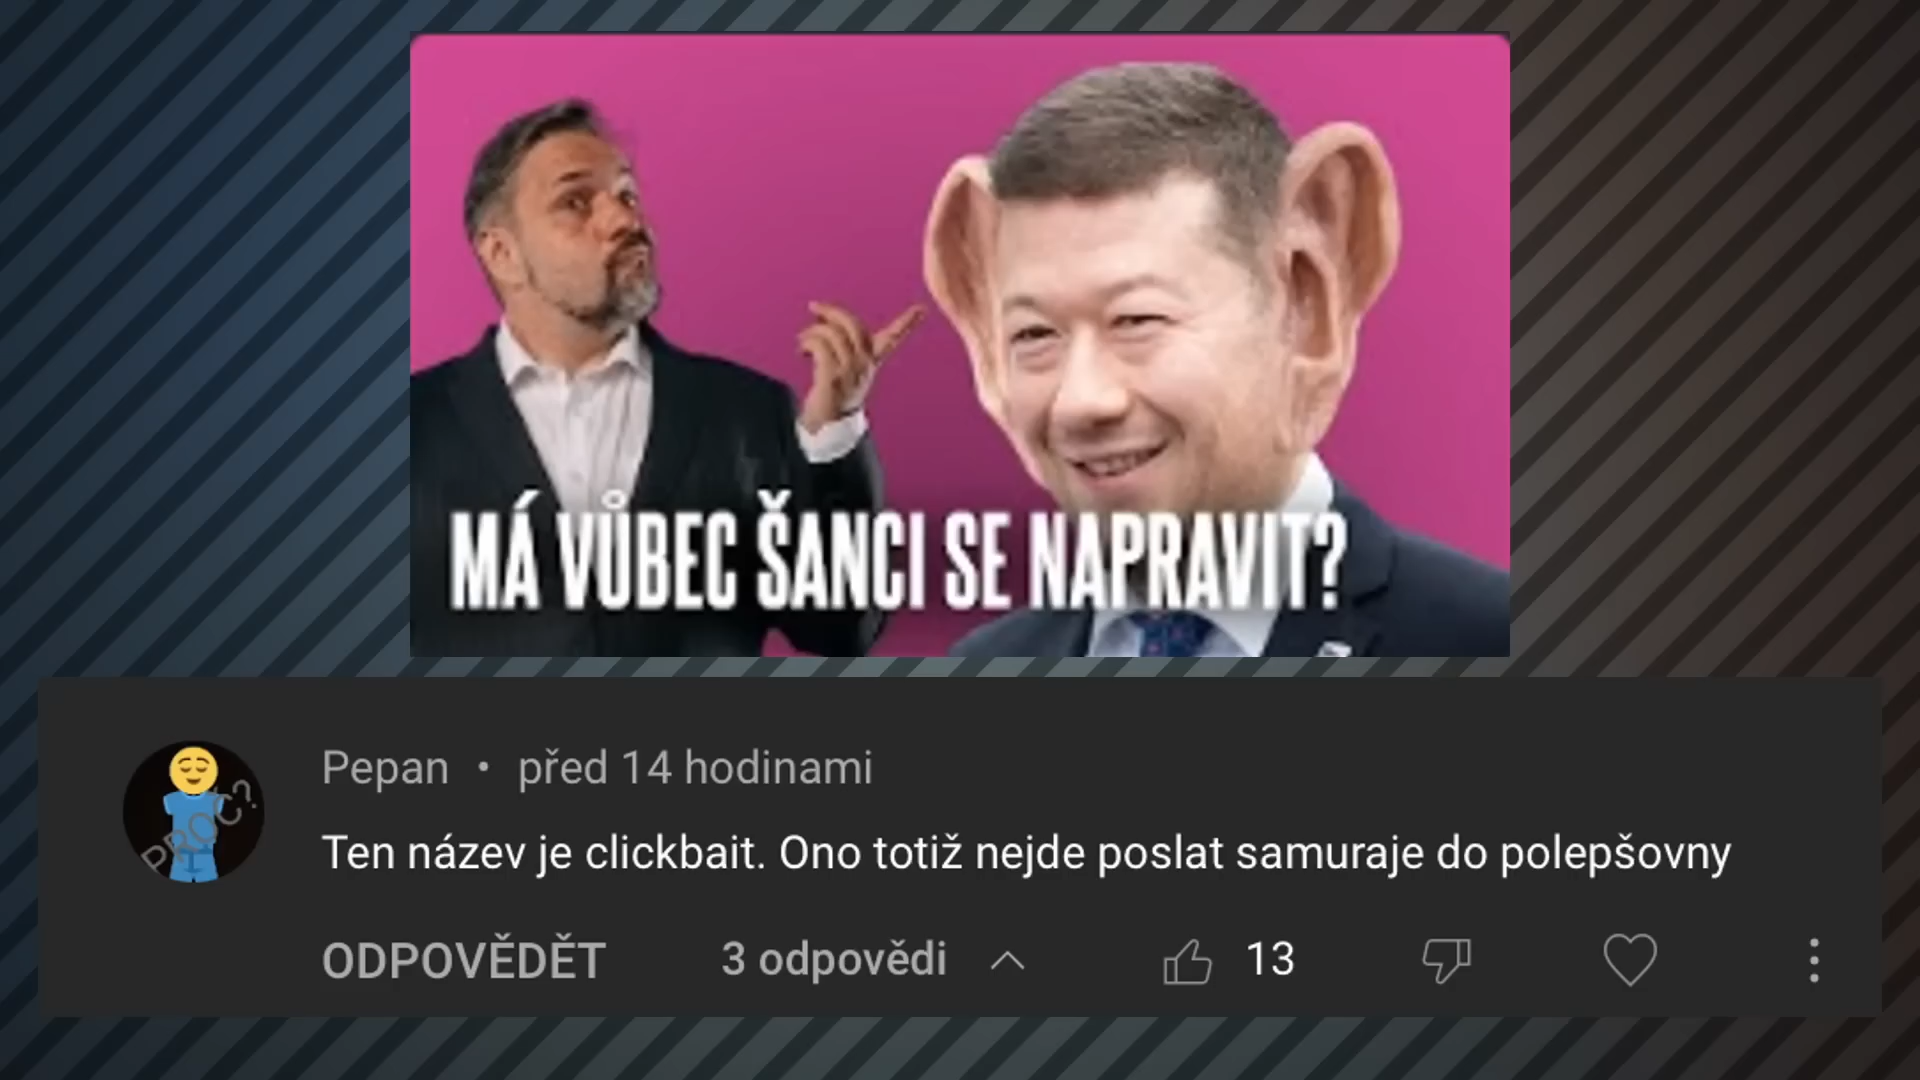 MÁ VŮBEC ŠANCI SE NAPRAVIT?
Pepan • před 14 hodinami
PROČ?
Ten název je clickbait. Ono totiž nejde poslat samuraje do polepšovny
ODPOVĚDĚT 3 odpovědi 13